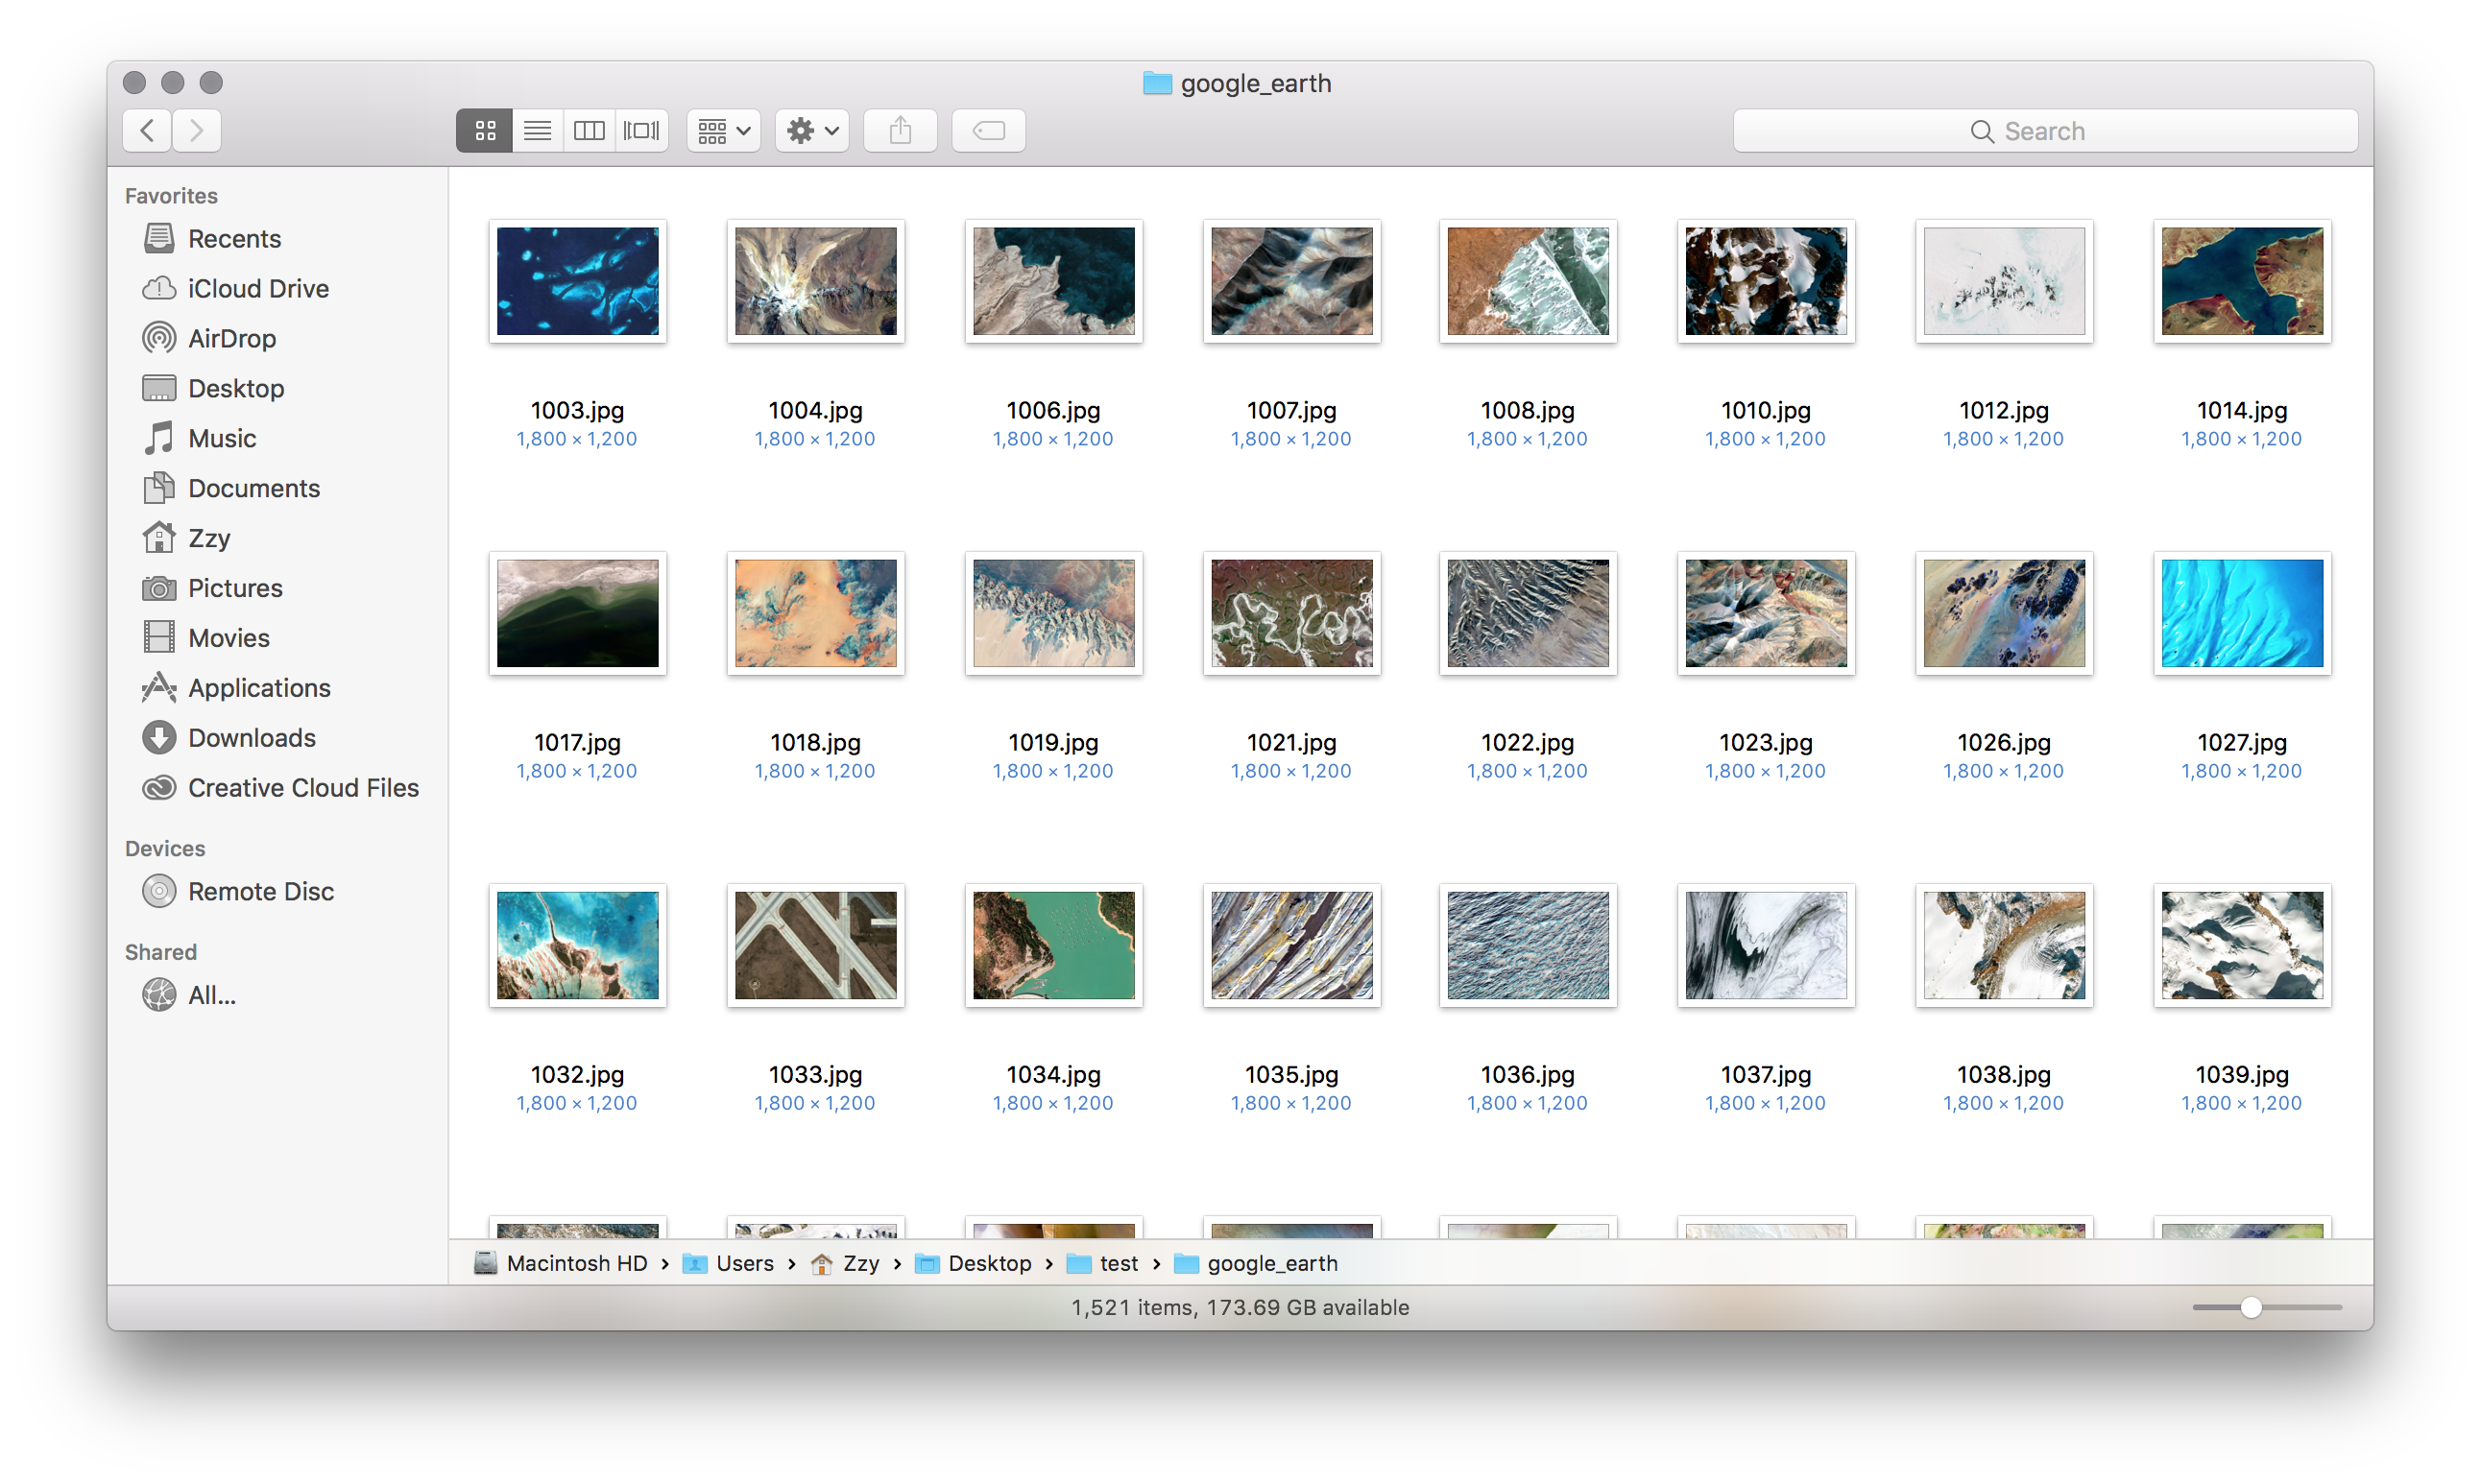 google_earth
Search
Favorites
Recents
iCloud Drive
AirDrop
Desktop
Music
Documents
Zzy
Pictures
Movies
Applications
Downloads
Creative Cloud Files
Devices
Remote Disc
Shared
All...
1003.jpg 1004.jpg 1006.jpg 1007.jpg 1008.jpg 1010.jpg 1012.jpg 1014.jpg
1,800 × 1,200 1,800 × 1,200 1,800 × 1,200 1,800 × 1,200 1,800 × 1,200 1,800 × 1,200 1,800 × 1,200 1,800 × 1,200
1017.jpg 1018.jpg 1019.jpg 1021.jpg 1022.jpg 1023.jpg 1026.jpg 1027.jpg
1,800 × 1,200 1,800 × 1,200 1,800 × 1,200 1,800 × 1,200 1,800 × 1,200 1,800 × 1,200 1,800 × 1,200 1,800 × 1,200
1032.jpg 1033.jpg 1034.jpg 1035.jpg 1036.jpg 1037.jpg 1038.jpg 1039.jpg
1,800 × 1,200 1,800 × 1,200 1,800 × 1,200 1,800 × 1,200 1,800 × 1,200 1,800 × 1,200 1,800 × 1,200 1,800 × 1,200
Macintosh HD › Users › Zzy › Desktop › test › google_earth
1,521 items, 173.69 GB available